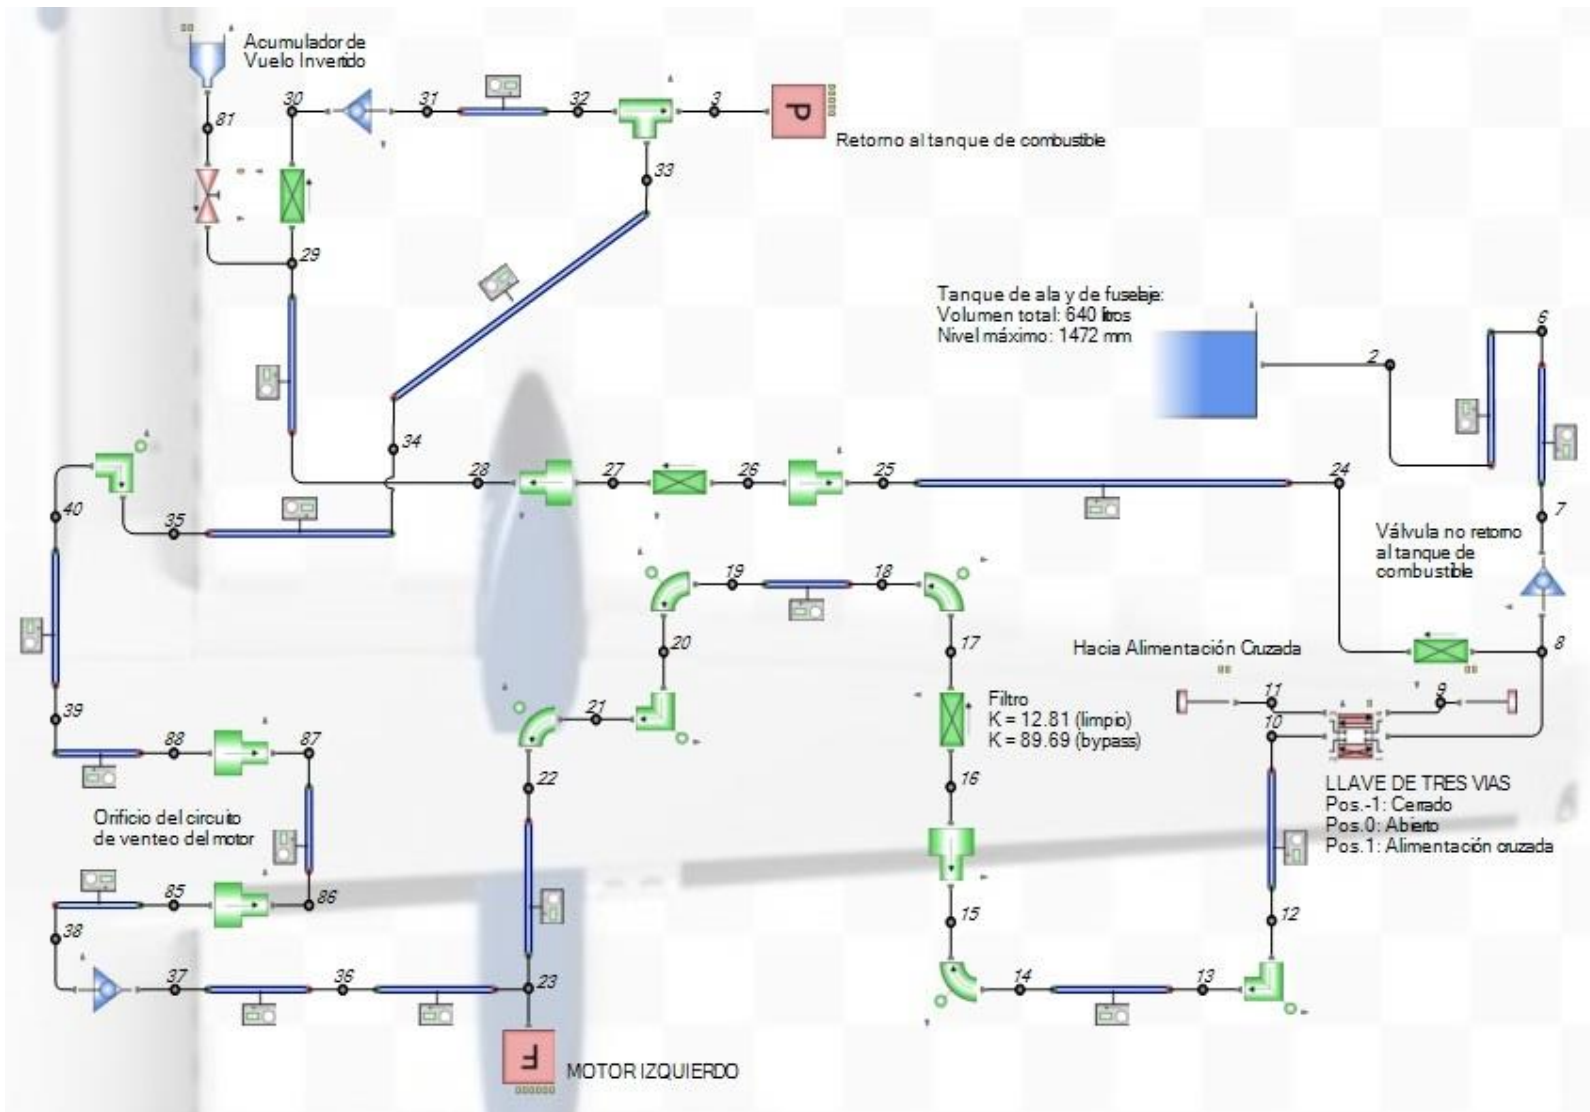 Acumulador de
Vuelo Invertido
81
30
31
32
3
P
Retorno al tanque de combustible
33
29
Tanque de ala y de fuselaje:
Volumen total: 640 litros
Nivel máximo: 1472 mm
2
6
34
28
27
26
25
24
40
35
7
Válvula no retorno
al tanque de
combustible
19
18
20
17
8
Hacia Alimentación Cruzada
39
21
11
9
10
A B
Filtro
K = 12.81 (limpio)
K = 89.69 (bypass)
88
87
22
16
LLAVE DE TRES VIAS
Pos.-1: Cerrado
Pos.0: Abierto
Pos.1: Alimentación cruzada
Orificio del circuito
de venteo del motor
85
86
15
12
38
37
36
23
14
13
F
MOTOR IZQUIERDO